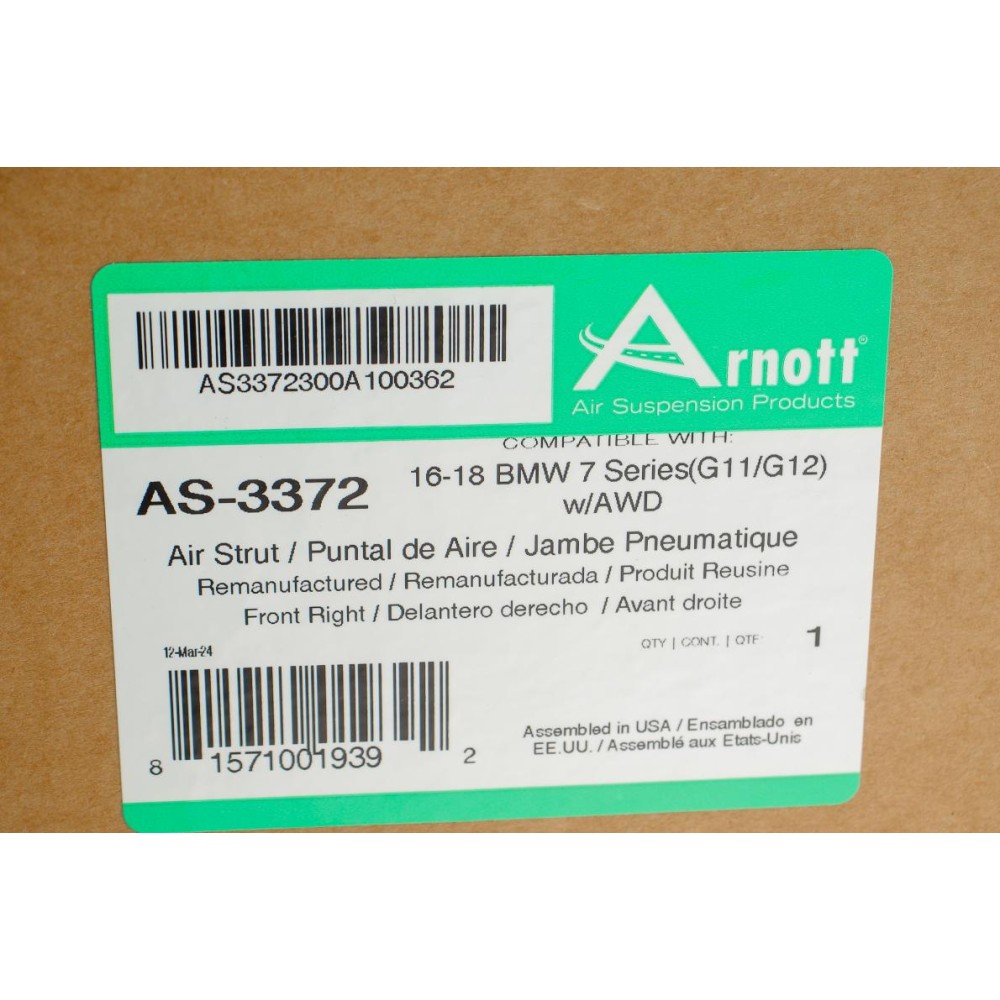 AS3372300A100362
Arnott®
Air Suspension Products
COMPATIBLE WITH:
AS-3372
16-18 BMW 7 Series(G11/G12)
w/AWD
Air Strut / Puntal de Aire / Jambe Pneumatique
Remanufactured / Remanufacturada / Produit Reusine
Front Right / Delantero derecho / Avant droite
12-Mar-24
QTY | CONT. | QTE: 1
8 1571001939 2
Assembled in USA / Ensamblado en
EE.UU. / Assemblé aux Etats-Unis